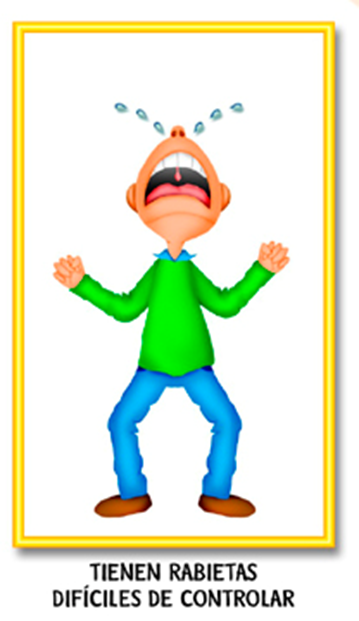 TIENEN RABIETAS
DIFÍCILES DE CONTROLAR